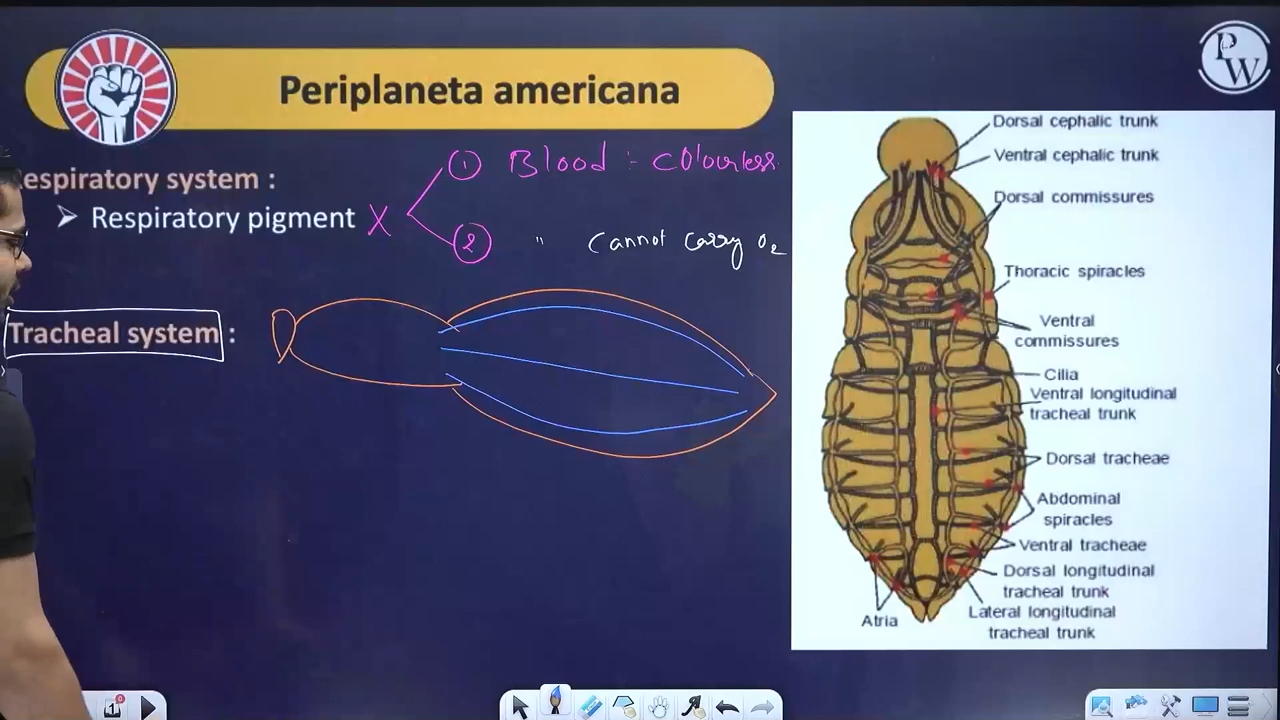 PW
Periplaneta americana
espiratory system :
① Blood :- Colourless.
➢ Respiratory pigment X
② " Cannot carry O₂
Tracheal system :
Dorsal cephalic trunk
Ventral cephalic trunk
Dorsal commissures
Thoracic spiracles
Ventral
commissures
Cilia
Ventral longitudinal
tracheal trunk
Dorsal tracheae
Abdominal
spiracles
Ventral tracheae
Dorsal longitudinal
tracheal trunk
Atria
Lateral longitudinal
tracheal trunk
1